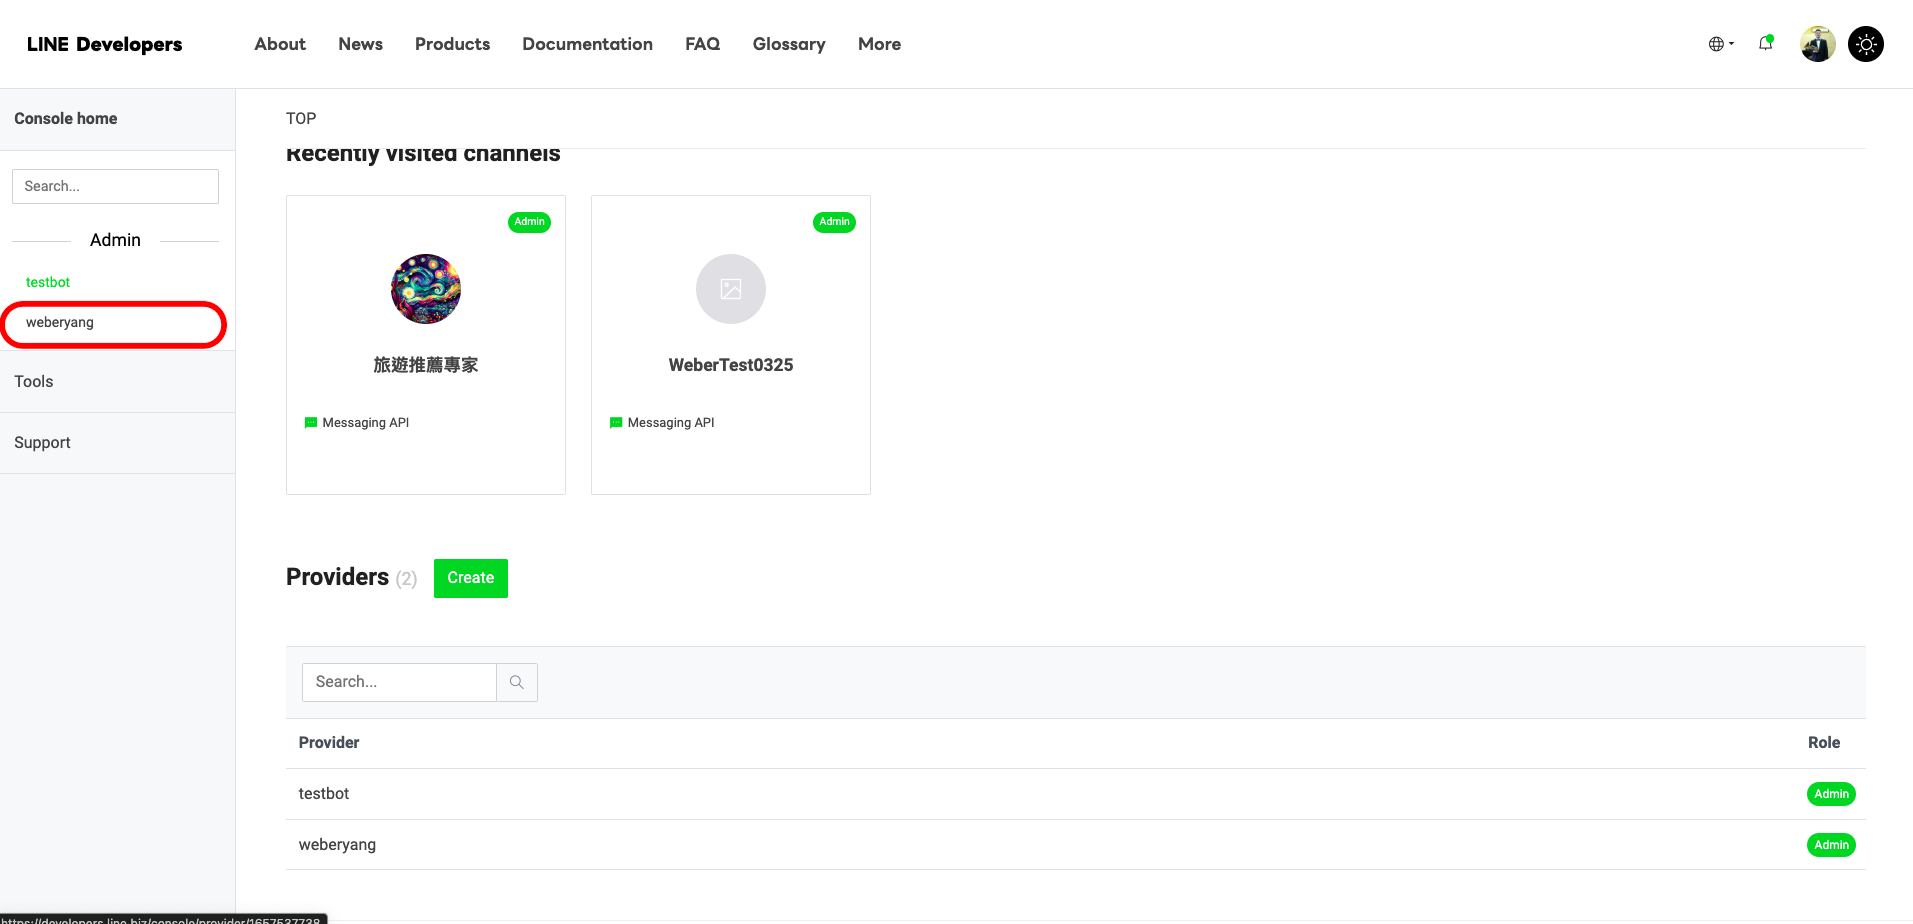 LINE Developers
About News Products Documentation FAQ Glossary More
Console home
Search...
Admin
testbot
weberyang
Tools
Support
TOP
Recently visited channels
Admin
旅遊推薦專家
Messaging API
Admin
WeberTest0325
Messaging API
Providers (2) Create
Search...
Provider Role
testbot Admin
weberyang Admin
https://developers.line.biz/console/provider/1657537738